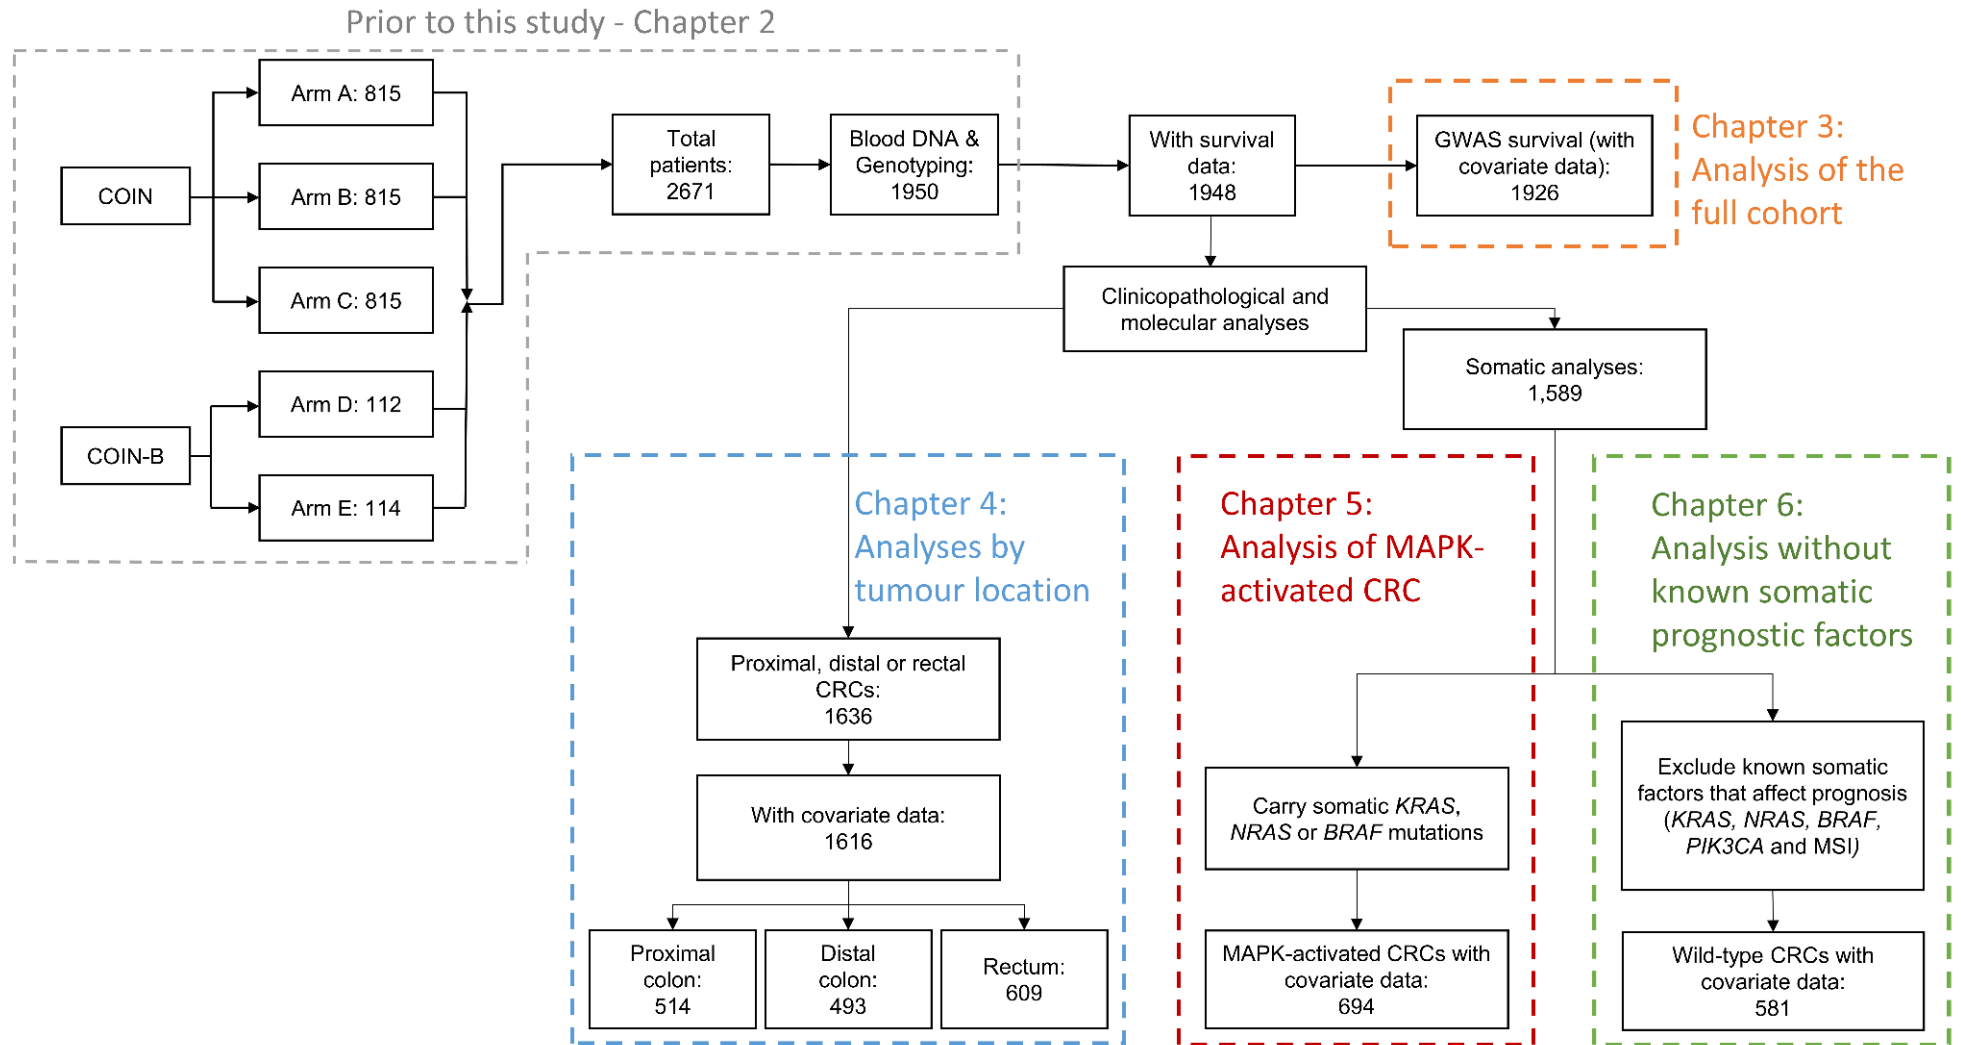 Prior to this study - Chapter 2
COIN
Arm A: 815
Arm B: 815
Arm C: 815
COIN-B
Arm D: 112
Arm E: 114
Total
patients:
2671
Blood DNA &
Genotyping:
1950
With survival
data:
1948
GWAS survival (with
covariate data):
1926
Chapter 3:
Analysis of the
full cohort
Clinicopathological and
molecular analyses
Somatic analyses:
1,589
Chapter 4:
Analyses by
tumour location
Proximal, distal or rectal
CRCs:
1636
With covariate data:
1616
Proximal
colon:
514
Distal
colon:
493
Rectum:
609
Chapter 5:
Analysis of MAPK-
activated CRC
Carry somatic KRAS,
NRAS or BRAF mutations
MAPK-activated CRCs with
covariate data:
694
Chapter 6:
Analysis without
known somatic
prognostic factors
Exclude known somatic
factors that affect prognosis
(KRAS, NRAS, BRAF,
PIK3CA and MSI)
Wild-type CRCs with
covariate data:
581